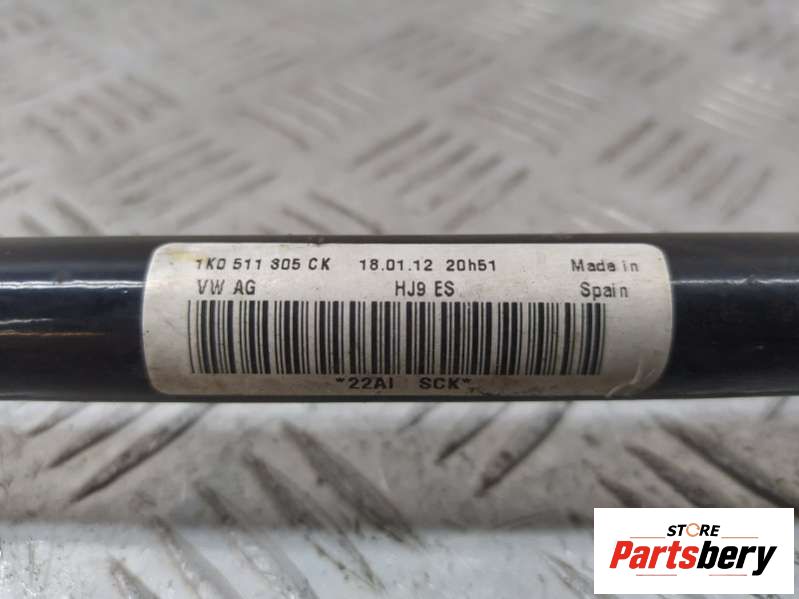 1K0 511 305 CK 18.01.12 20h51 Made in
VW AG HJ9 ES Spain
*22AI SCK*
STORE
Partsbery